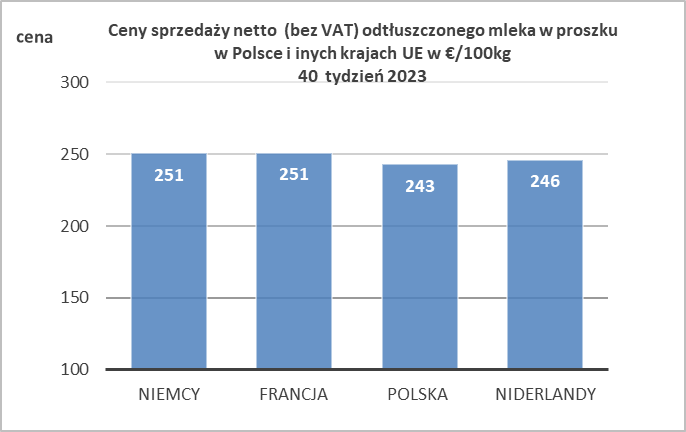 cena
Ceny sprzedaży netto (bez VAT) odtłuszczonego mleka w proszku
w Polsce i inych krajach UE w €/100kg
40 tydzień 2023
300
250
200
150
100
251
251
243
246
NIEMCY
FRANCJA
POLSKA
NIDERLANDY